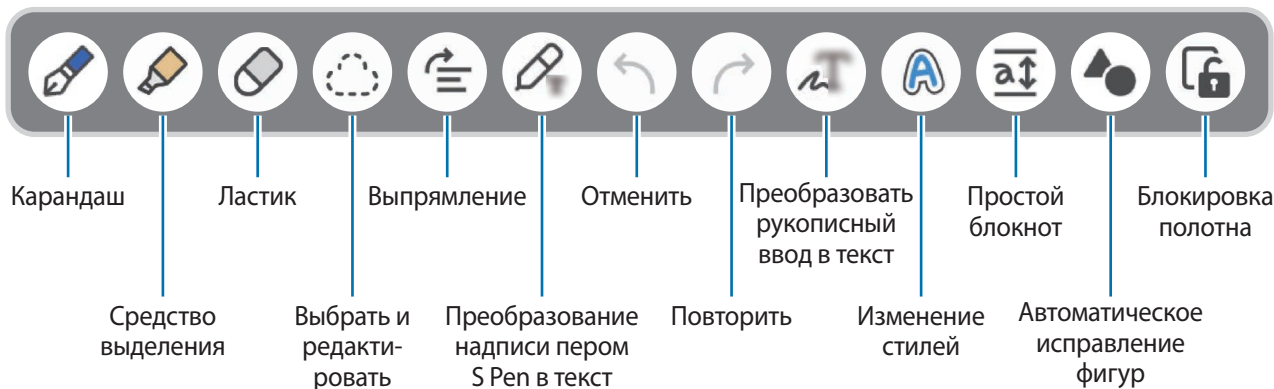 Карандаш
Ластик
Выпрямление
Отменить
Преобразовать
рукописный
ввод в текст
Простой
блокнот
Блокировка
полотна
Средство
выделения
Выбрать и
редакти-
ровать
Преобразование
надписи пером
S Pen в текст
Повторить
Изменение
стилей
Автоматическое
исправление
фигур